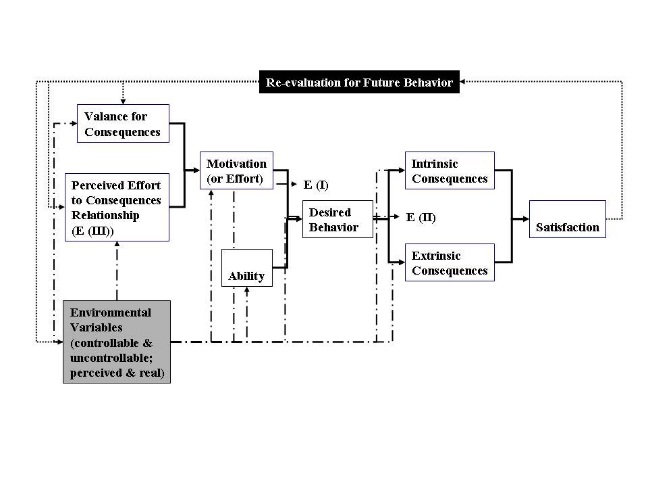 Re-evaluation for Future Behavior
Valance for
Consequences
Motivation
(or Effort)
Intrinsic
Consequences
Perceived Effort
to Consequences
Relationship
(E (III))
E (I)
Desired
Behavior
E (II)
Satisfaction
Ability
Extrinsic
Consequences
Environmental
Variables
(controllable &
uncontrollable;
perceived & real)